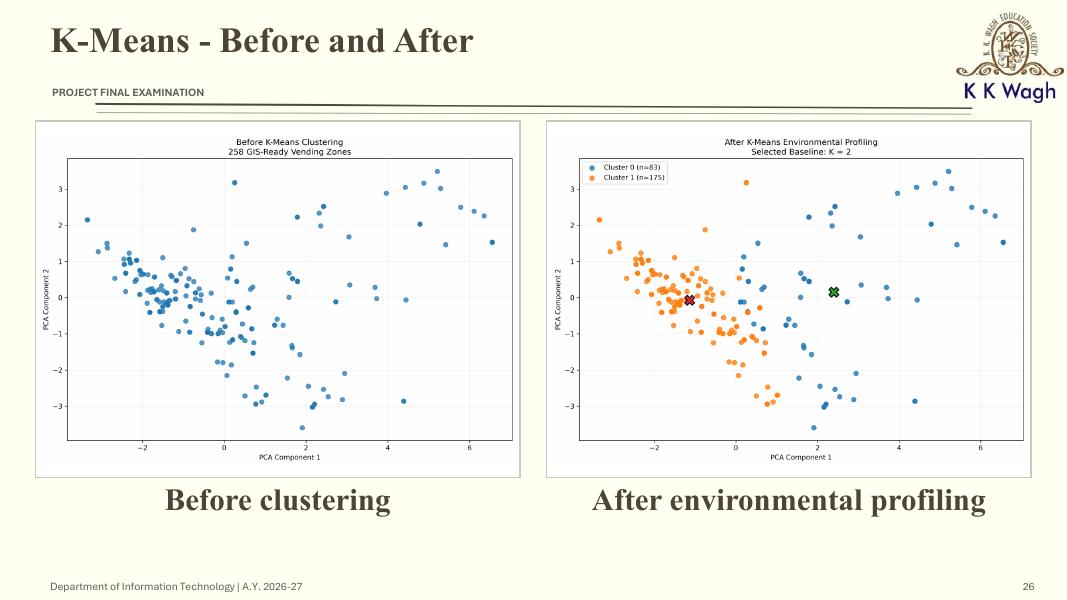 K-Means - Before and After
K. K. WAGH EDUCATION SOCIETY
K K Wagh
PROJECT FINAL EXAMINATION
Before K-Means Clustering
258 GIS-Ready Vending Zones
3
2
1
0
−1
−2
−3
−2
0
2
4
6
PCA Component 2
PCA Component 1
After K-Means Environmental Profiling
Selected Baseline: K = 2
Cluster 0 (n=83)
Cluster 1 (n=175)
3
2
1
0
−1
−2
−3
−2
0
2
4
6
PCA Component 2
PCA Component 1
Before clustering
After environmental profiling
Department of Information Technology | A.Y. 2026-27
26